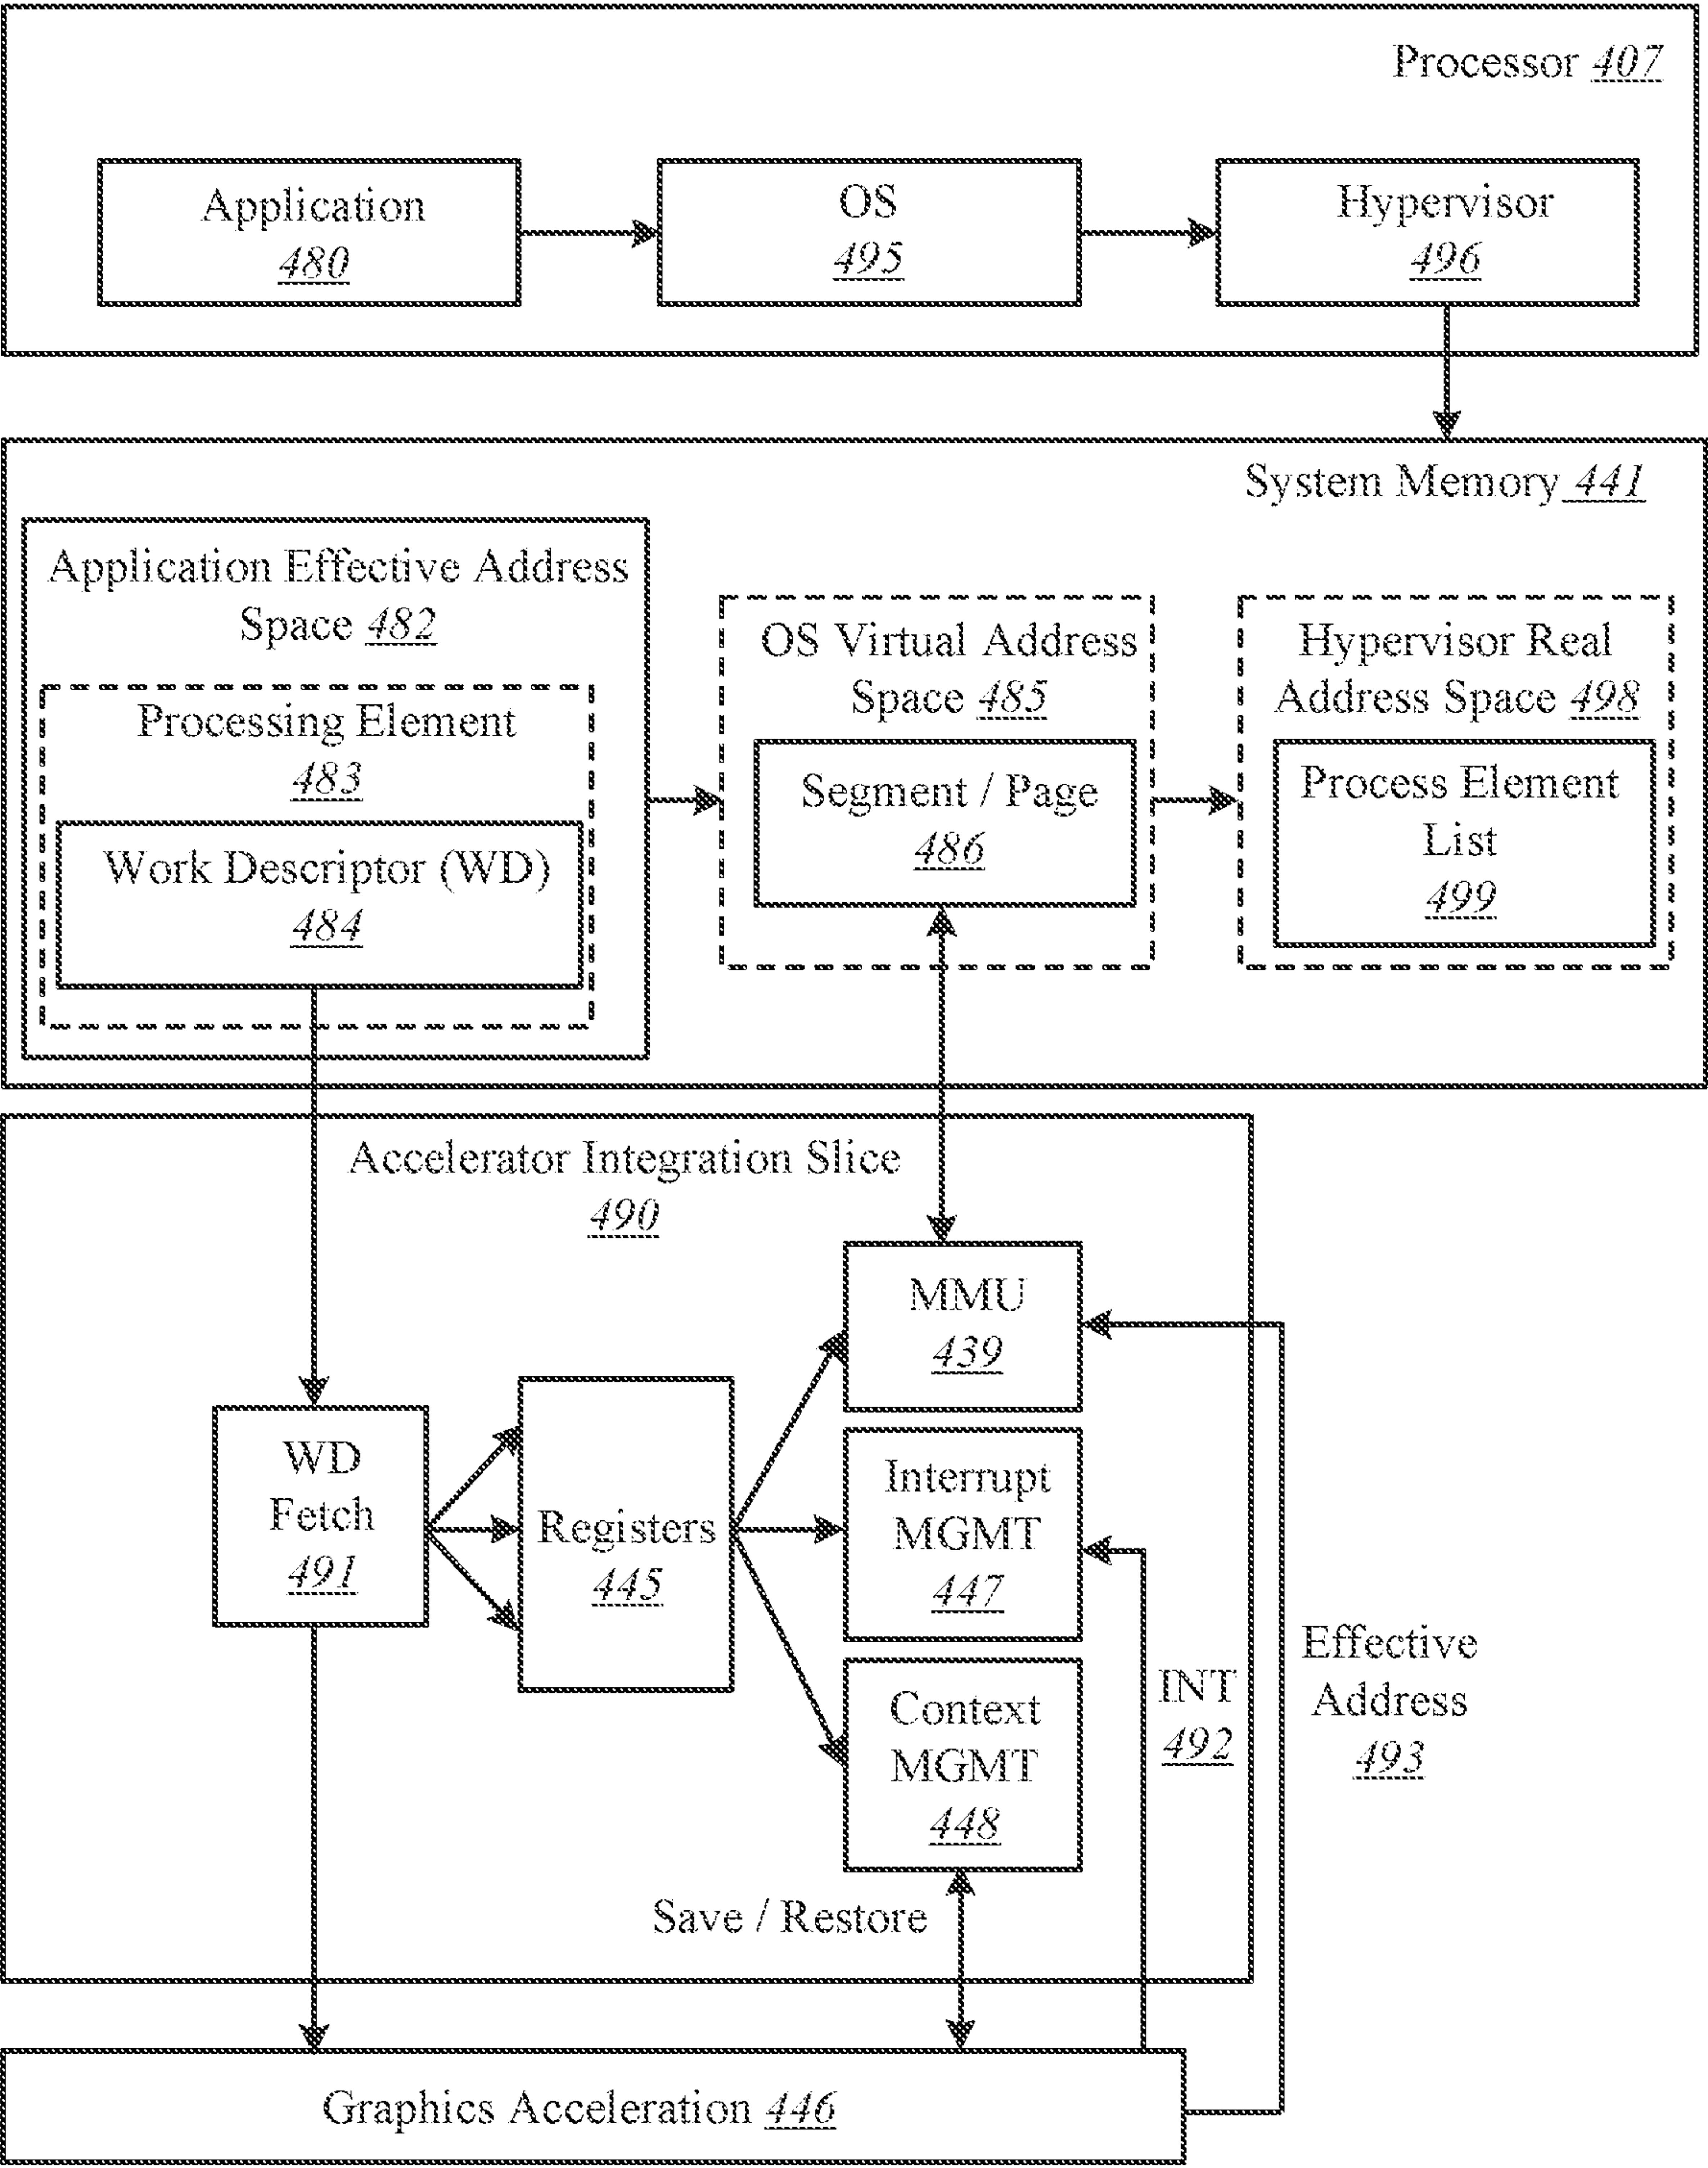 Processor 407
Application
480
OS
495
Hypervisor
496
System Memory 441
Application Effective Address
Space 482
Processing Element
483
Work Descriptor (WD)
484
OS Virtual Address
Space 485
Segment / Page
486
Hypervisor Real
Address Space 498
Process Element
List
499
Accelerator Integration Slice
490
MMU
439
WD
Fetch
491
Registers
445
Interrupt
MGMT
447
Context
MGMT
448
INT
492
Effective
Address
493
Save / Restore
Graphics Acceleration 446